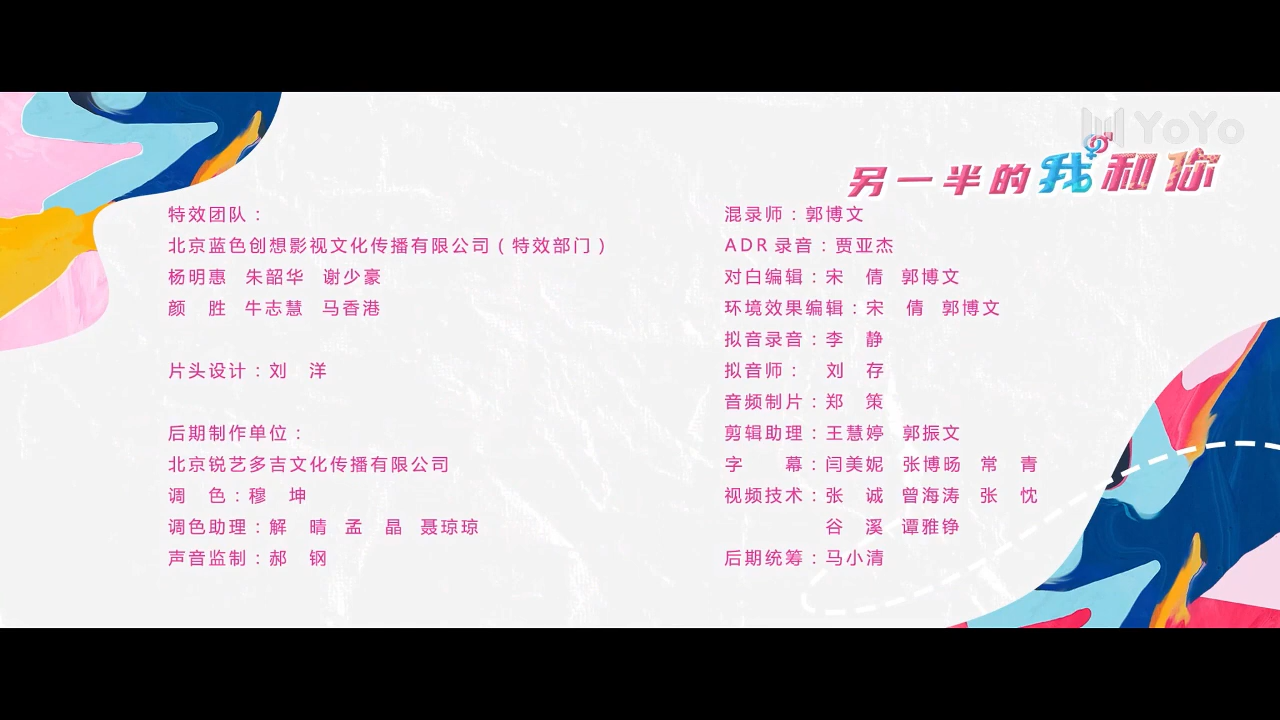 YoYo
另一半的我和你
特效团队：
北京蓝色创想影视文化传播有限公司（特效部门）
杨明惠 朱韶华 谢少豪
颜 胜 牛志慧 马香港
片头设计：刘 洋
后期制作单位：
北京锐艺多吉文化传播有限公司
调 色：穆 坤
调色助理：解 晴 孟 晶 聂琼琼
声音监制：郝 钢
混录师：郭博文
ADR 录音：贾亚杰
对白编辑：宋 倩 郭博文
环境效果编辑：宋 倩 郭博文
拟音录音：李 静
拟音师： 刘 存
音频制片：郑 策
剪辑助理：王慧婷 郭振文
字 幕：闫美妮 张博旸 常 青
视频技术：张 诚 曾海涛 张 忱
谷 溪 谭雅铮
后期统筹：马小清